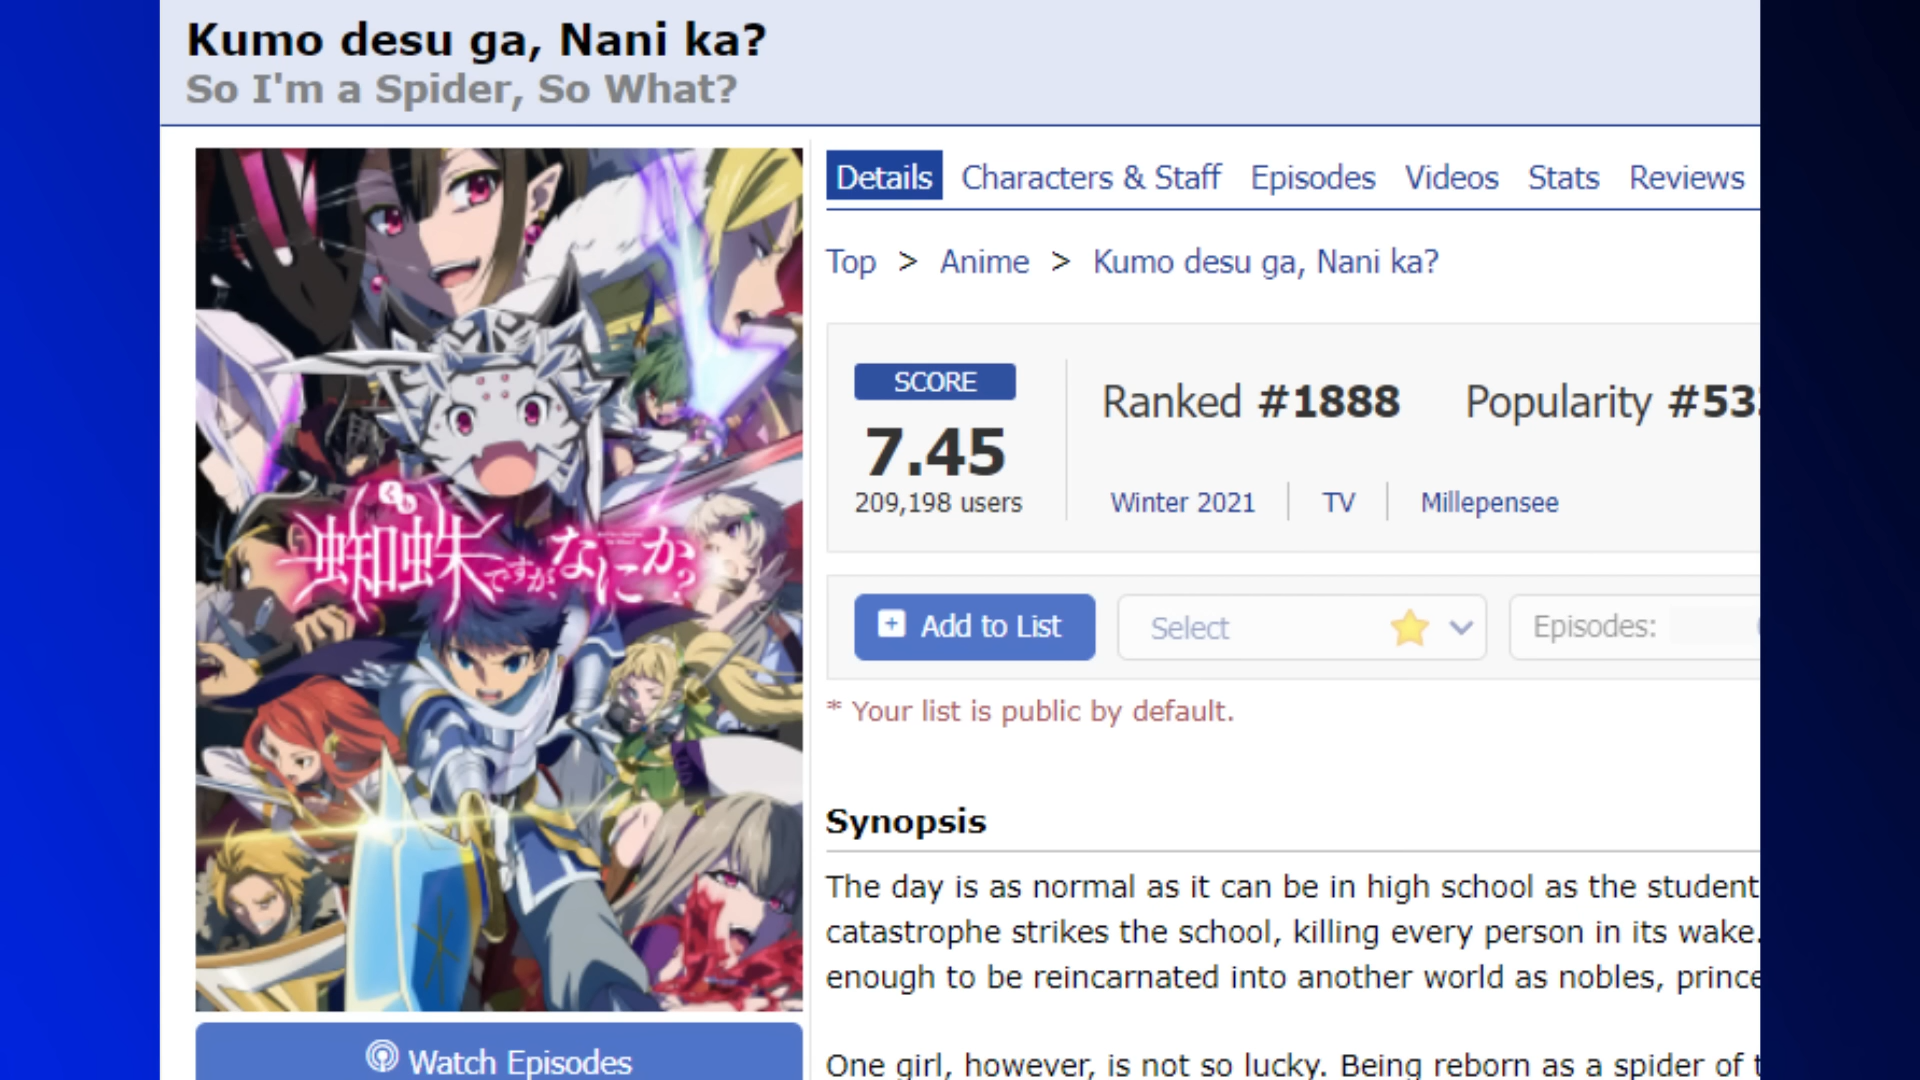 Kumo desu ga, Nani ka?
So I'm a Spider, So What?
Details Characters & Staff Episodes Videos Stats Reviews
Top > Anime > Kumo desu ga, Nani ka?
SCORE
7.45
209,198 users
Ranked #1888 Popularity #53
Winter 2021 TV Millepensee
Add to List
Select
Episodes:
* Your list is public by default.
Synopsis
The day is as normal as it can be in high school as the student
catastrophe strikes the school, killing every person in its wake.
enough to be reincarnated into another world as nobles, prince
One girl, however, is not so lucky. Being reborn as a spider of
くも
蜘蛛ですが、なにか?
Watch Episodes